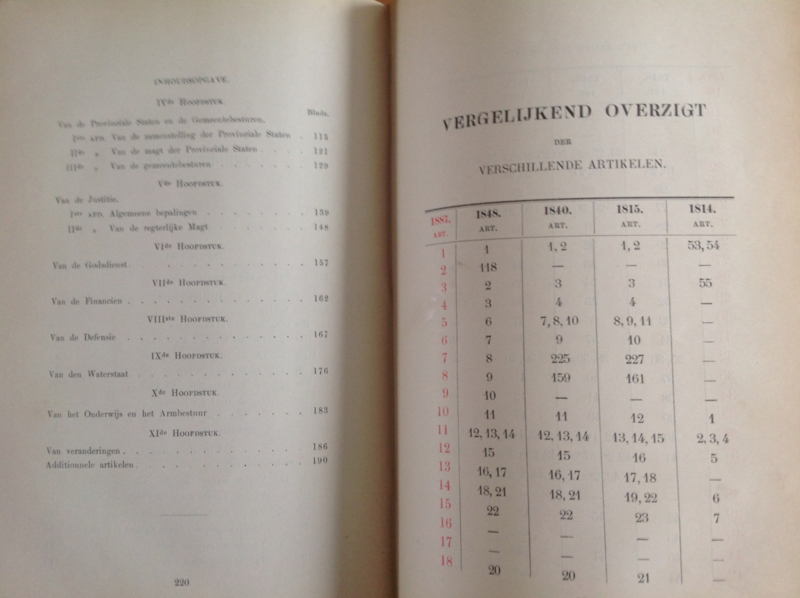 INHOUDSOPGAVE.
IVde HOOFDSTUK.
Bladz.
Van de Provinciale Staten en de Gemeentebesturen.
Iste AFD. Van de zamenstelling der Provinciale Staten . 115
IIde „ Van de magt der Provinciale Staten . . . . 121
IIIde „ Van de gemeentebesturen . . . . . . . 129
Vde HOOFDSTUK.
Van de Justitie.
Iste AFD. Algemeene bepalingen . . . . . . . 139
IIde „ Van de regterlijke Magt . . . . . . . 148
VIde HOOFDSTUK.
Van de Godsdienst . . . . . . . . . . 157
VIIde HOOFDSTUK.
Van de Financien . . . . . . . . . . 162
VIIIste HOOFDSTUK.
Van de Defensie . . . . . . . . . . 167
IXde HOOFDSTUK.
Van den Waterstaat . . . . . . . . . 176
Xde HOOFDSTUK.
Van het Onderwijs en het Armbestuur . . . . . . 183
XIde HOOFDSTUK.
Van veranderingen . . . . . . . . . . 186
Additionnele artikelen . . . . . . . . . 190
220
VERGELIJKEND OVERZIGT
DER
VERSCHILLENDE ARTIKELEN.
1887. 1848. 1840. 1815. 1814.
ART. ART. ART. ART. ART.
1 1 1, 2 1, 2 53, 54
2 118 — — —
3 2 3 3 55
4 3 4 4 —
5 6 7, 8, 10 8, 9, 11 —
6 7 9 10 —
7 8 225 227 —
8 9 159 161 —
9 10 — — —
10 11 11 12 1
11 12, 13, 14 12, 13, 14 13, 14, 15 2, 3, 4
12 15 15 16 5
13 16, 17 16, 17 17, 18 —
14 18, 21 18, 21 19, 22 6
15 22 22 23 7
16 — — — —
17 — — — —
18 20 20 21 —